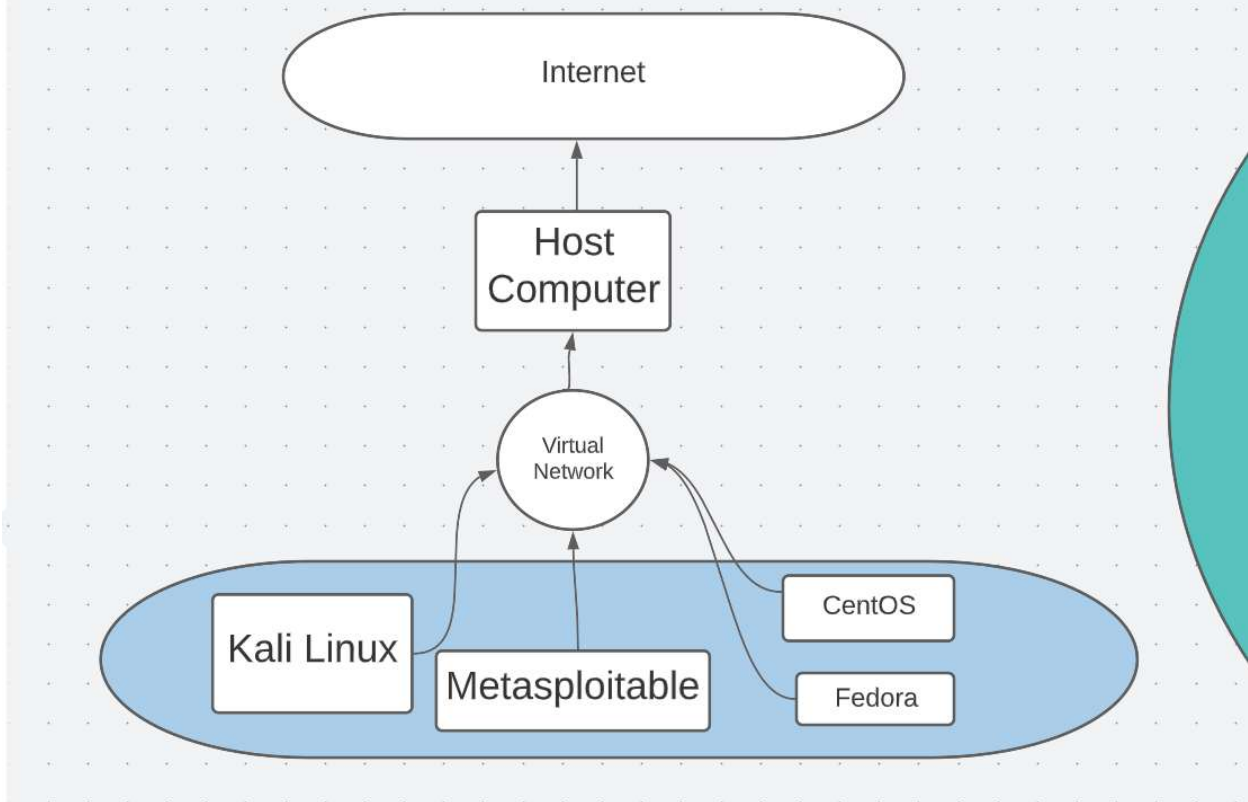 Internet
Host
Computer
Virtual
Network
Kali Linux
Metasploitable
CentOS
Fedora